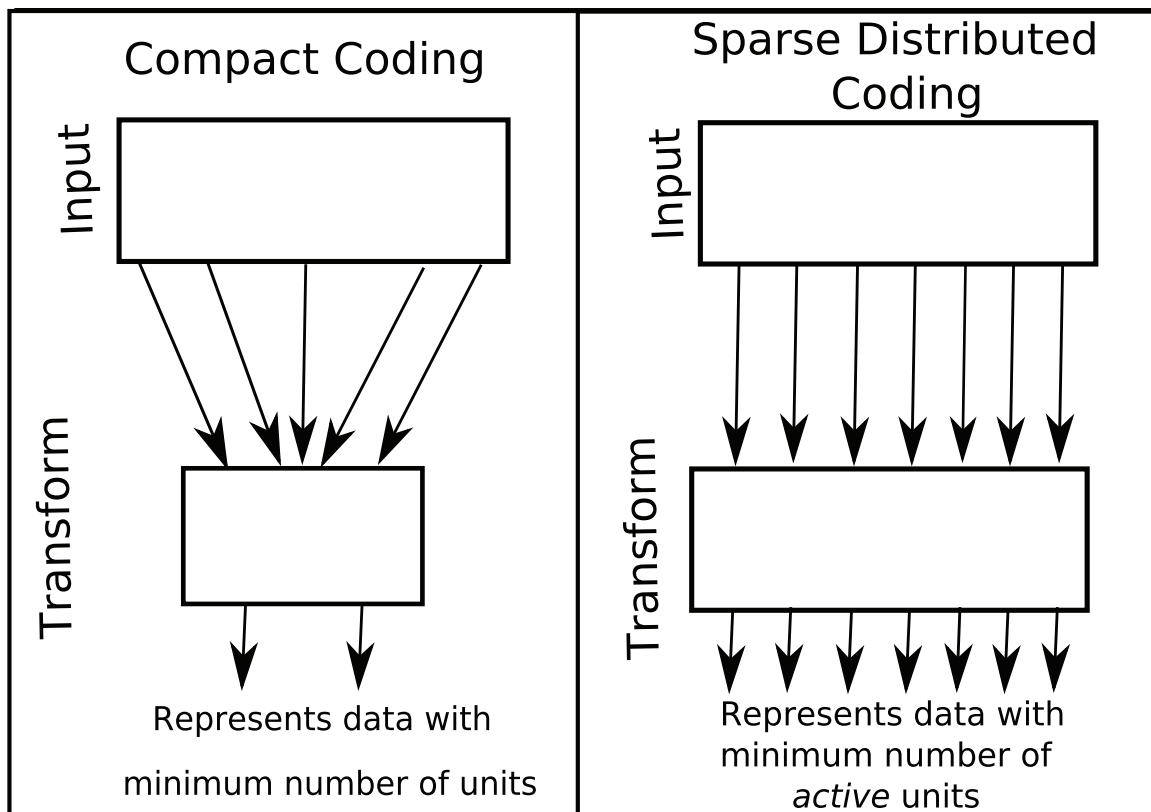 Compact Coding
Input
Transform
Represents data with
minimum number of units
Sparse Distributed
Coding
Input
Transform
Represents data with
minimum number of
active units